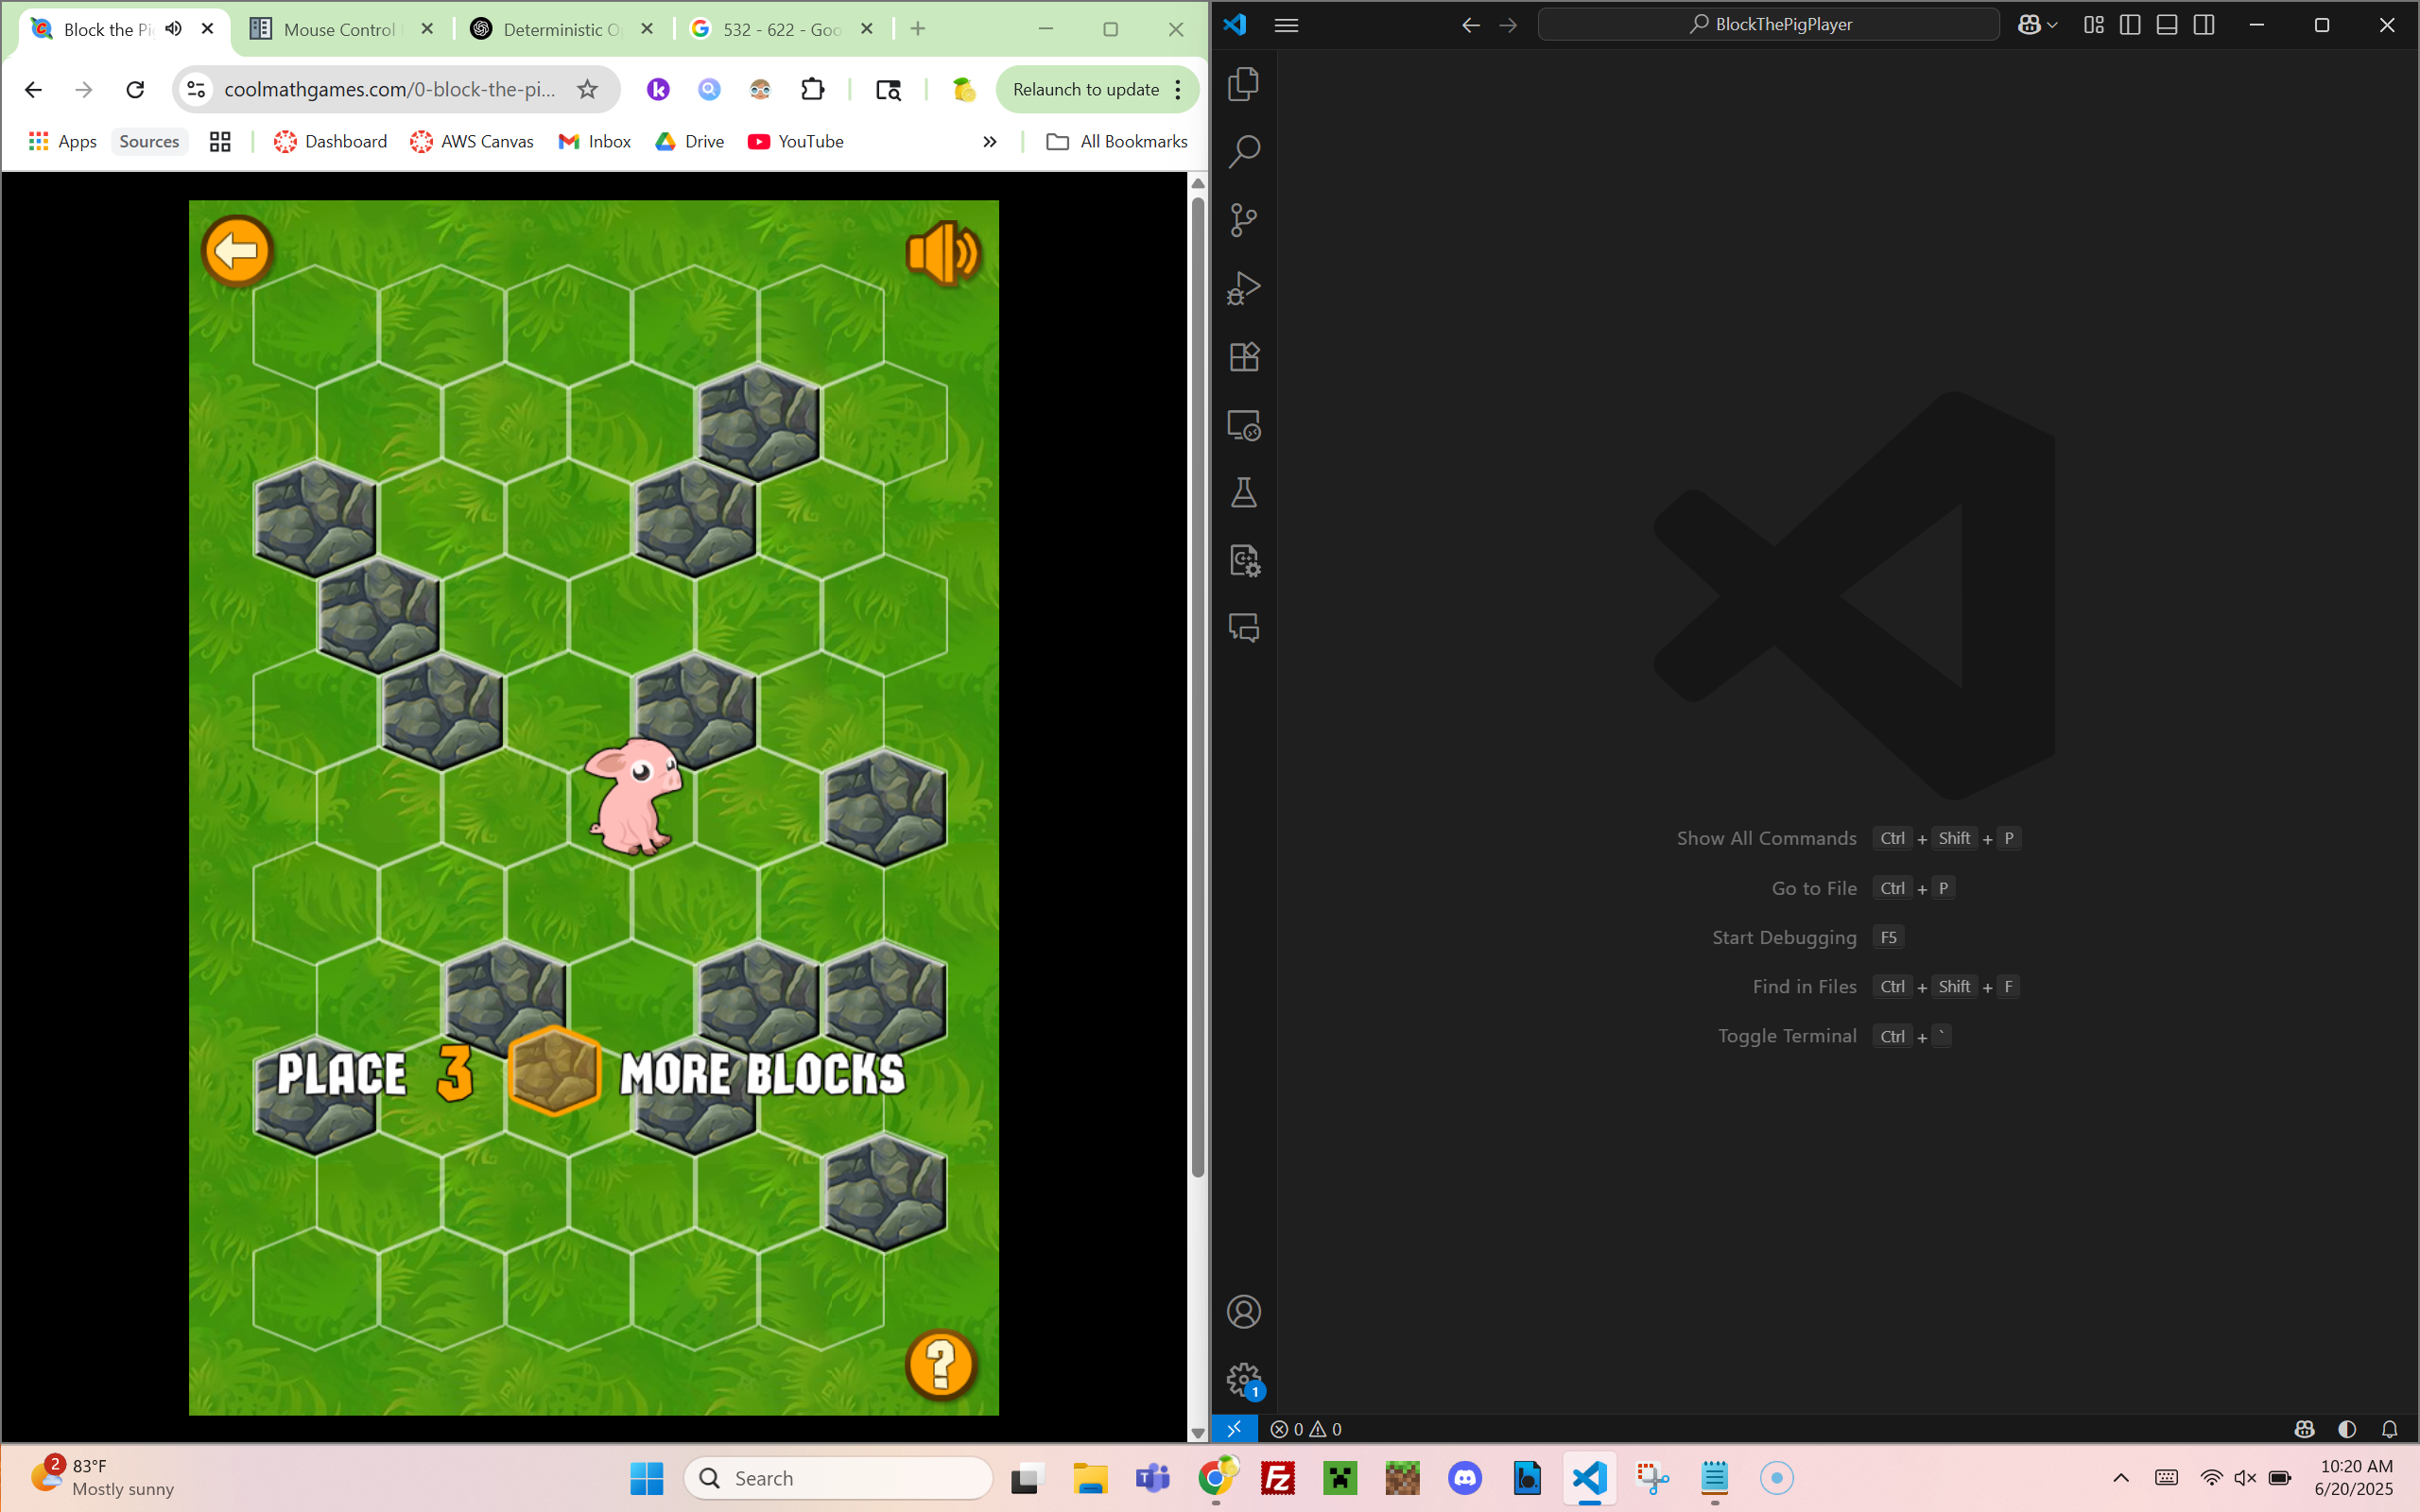 Block the Pi
Mouse Control
Deterministic O
532 - 622 - Goo
coolmathgames.com/0-block-the-pi...
Relaunch to update
Apps
Sources
Dashboard
AWS Canvas
Inbox
Drive
YouTube
All Bookmarks
PLACE 3 MORE BLOCKS
?
BlockThePigPlayer
Show All Commands Ctrl + Shift + P
Go to File Ctrl + P
Start Debugging F5
Find in Files Ctrl + Shift + F
Toggle Terminal Ctrl + `
1
0 0
2
83°F
Mostly sunny
Search
10:20 AM
6/20/2025